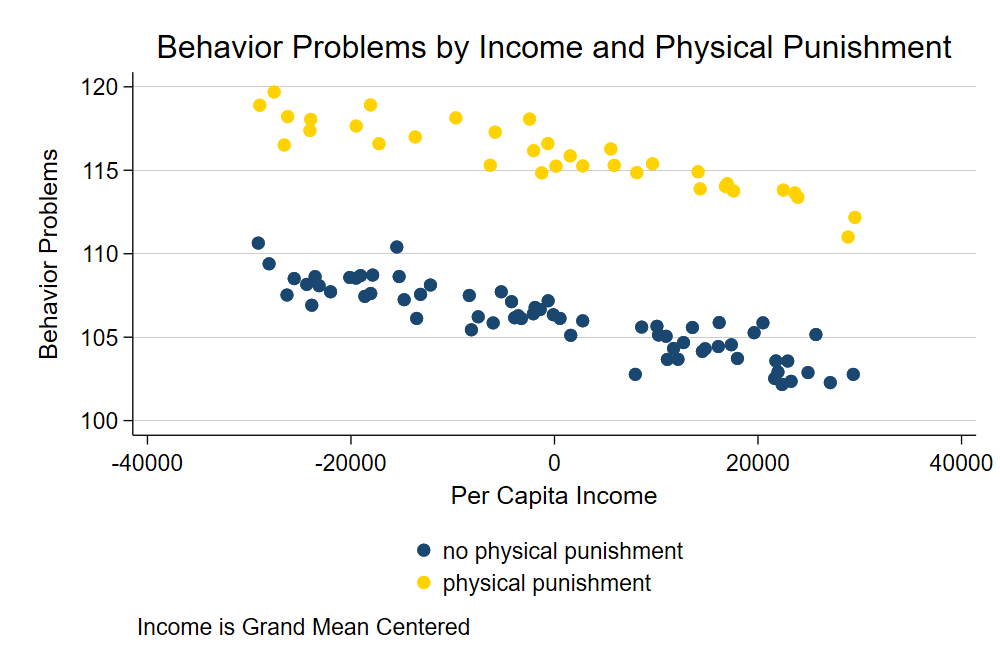 Behavior Problems by Income and Physical Punishment
120
115
110
105
100
Behavior Problems
-40000 -20000 0 20000 40000
Per Capita Income
no physical punishment
physical punishment
Income is Grand Mean Centered